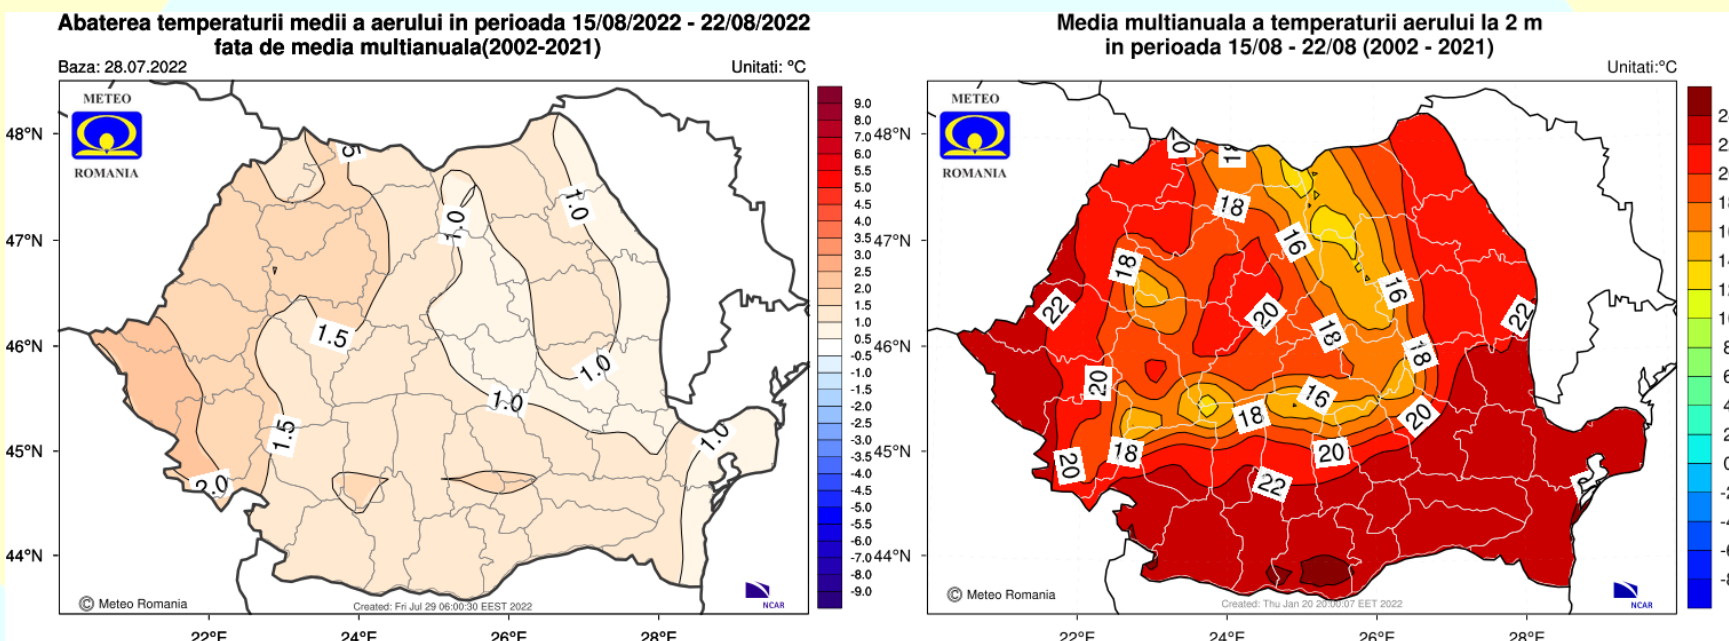 Abaterea temperaturii medii a aerului in perioada 15/08/2022 - 22/08/2022
fata de media multianuala(2002-2021)
Baza: 28.07.2022
Unitati: °C
METEO
ROMANIA
48°N
47°N
46°N
45°N
44°N
22°E
24°E
26°E
28°E
1.0
1.0
1.5
1.0
1.0
1.5
1.0
2.0
9.0
8.0
7.0
6.0
5.5
5.0
4.5
4.0
3.5
3.0
2.5
2.0
1.5
1.0
0.5
-0.5
-1.0
-1.5
-2.0
-2.5
-3.0
-3.5
-4.0
-4.5
-5.0
-5.5
-6.0
-7.0
-8.0
-9.0
© Meteo Romania
Created: Fri Jul 29 06:00:30 EEST 2022
NCAR
Media multianuala a temperaturii aerului la 2 m
in perioada 15/08 - 22/08 (2002 - 2021)
Unitati:°C
METEO
ROMANIA
48°N
47°N
46°N
45°N
44°N
22°E
24°E
26°E
28°E
18
16
18
16
22
20
22
18
18
20
16
18
20
18
20
20
22
8
6
4
2
0
-2
-4
-6
-8
© Meteo Romania
Created: Thu Jan 20 20:00:07 EET 2022
NCAR